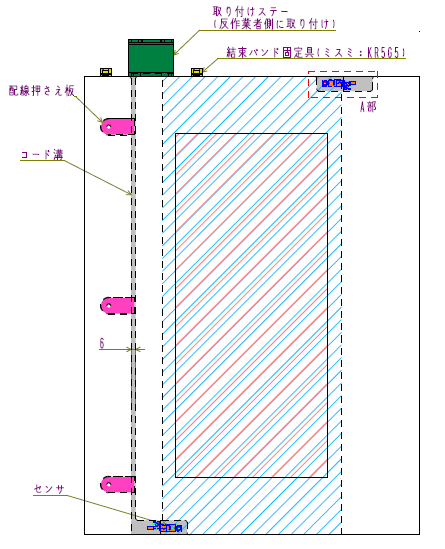 取り付けステー
(反作業者側に取り付け)
結束バンド固定具(ミスミ:KR565)
配線押さえ板
A部
コード溝
6
センサ